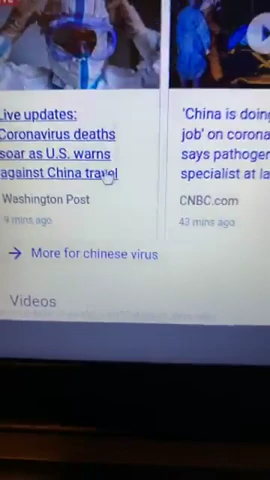 Live updates:
Coronavirus deaths
soar as U.S. warns
against China travel
Washington Post
9 mins ago
'China is doing
job' on corona
says pathogen
specialist at la
CNBC.com
43 mins ago
→ More for chinese virus
Videos